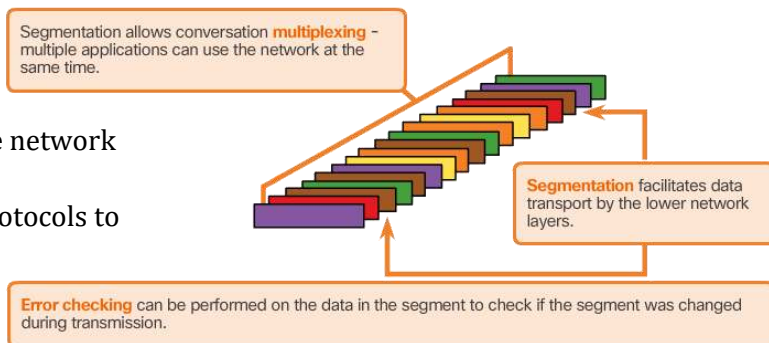 Segmentation allows conversation multiplexing -
multiple applications can use the network at the
same time.
e network
otocols to
Segmentation facilitates data
transport by the lower network
layers.
Error checking can be performed on the data in the segment to check if the segment was changed
during transmission.